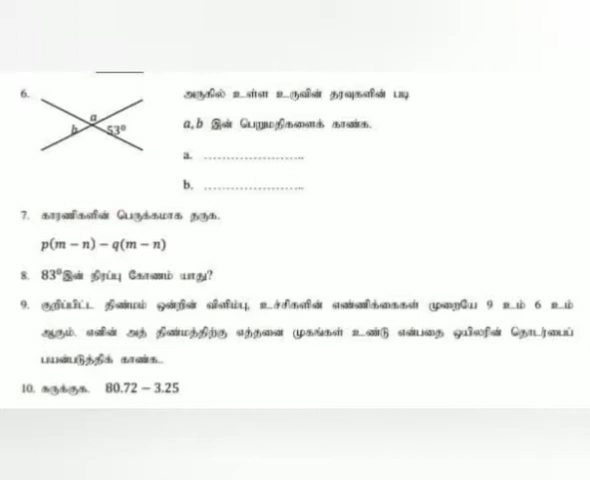 6.
a
b
53°
அருகில் உள்ள உருவின் தரவுகளின் படி
a, b இன் பெறுமதிகளைக் காண்க.
a. ........................
b. ........................
7. காரணிகளின் பெருக்கமாக தருக.
p(m − n) − q(m − n)
8. 83°இன் நிரப்பு கோணம் யாது?
9. குறிப்பிட்ட திண்மம் ஒன்றின் விளிம்பு, உச்சிகளின் எண்ணிக்கைகள் முறையே 9 உம் 6 உம்
ஆகும். எனின் அத் திண்மத்திற்கு எத்தனை முகங்கள் உண்டு என்பதை ஒயிலரின் தொடர்பைப்
பயன்படுத்திக் காண்க..
10. சுருக்குக. 80.72 − 3.25